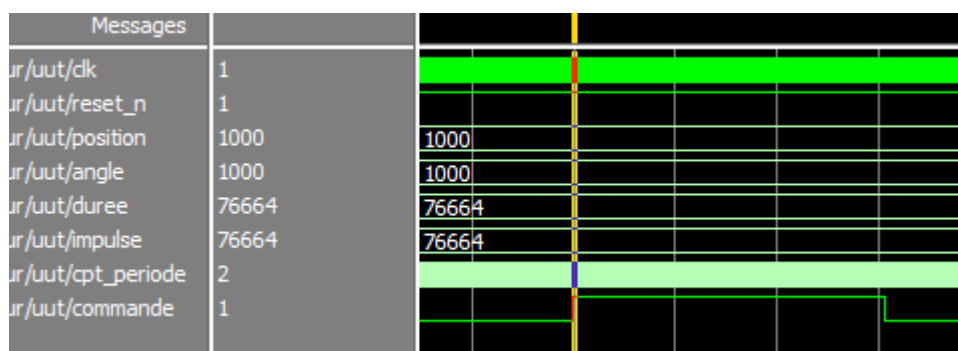 Messages
ur/uut/clk 1
ur/uut/reset_n 1
ur/uut/position 1000 1000
ur/uut/angle 1000 1000
ur/uut/duree 76664 76664
ur/uut/impulse 76664 76664
ur/uut/cpt_periode 2
ur/uut/commande 1